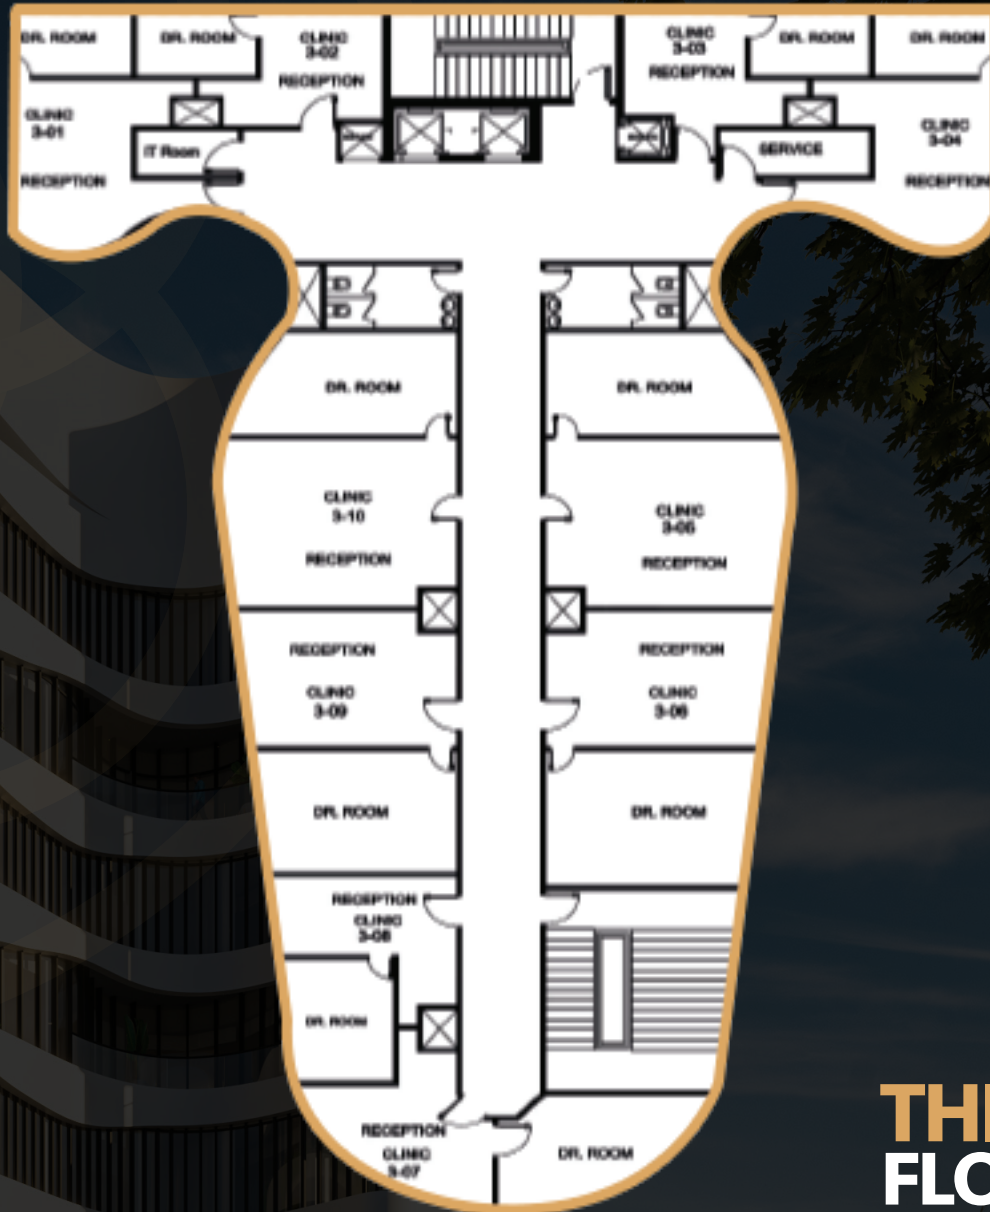 DR. ROOM
DR. ROOM
CLINIC
3-02
RECEPTION
CLINIC
3-03
RECEPTION
DR. ROOM
DR. ROOM
CLINIC
3-01
RECEPTION
IT Room
SERVICE
CLINIC
3-04
RECEPTION
DR. ROOM
DR. ROOM
CLINIC
3-10
RECEPTION
CLINIC
3-05
RECEPTION
RECEPTION
CLINIC
3-09
RECEPTION
CLINIC
3-06
DR. ROOM
DR. ROOM
RECEPTION
CLINIC
3-08
DR. ROOM
RECEPTION
CLINIC
3-07
DR. ROOM
THI
FLO